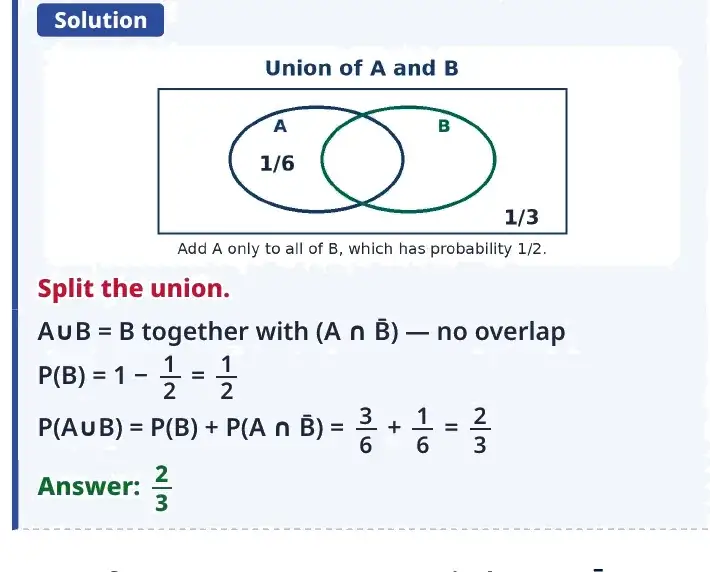 Solution
Union of A and B
A
B
1/6
1/3
Add A only to all of B, which has probability 1/2.
Split the union.
A∪B = B together with (A ∩ B̄) — no overlap
P(B) = 1 − 1/2 = 1/2
P(A∪B) = P(B) + P(A ∩ B̄) = 3/6 + 1/6 = 2/3
Answer: 2/3